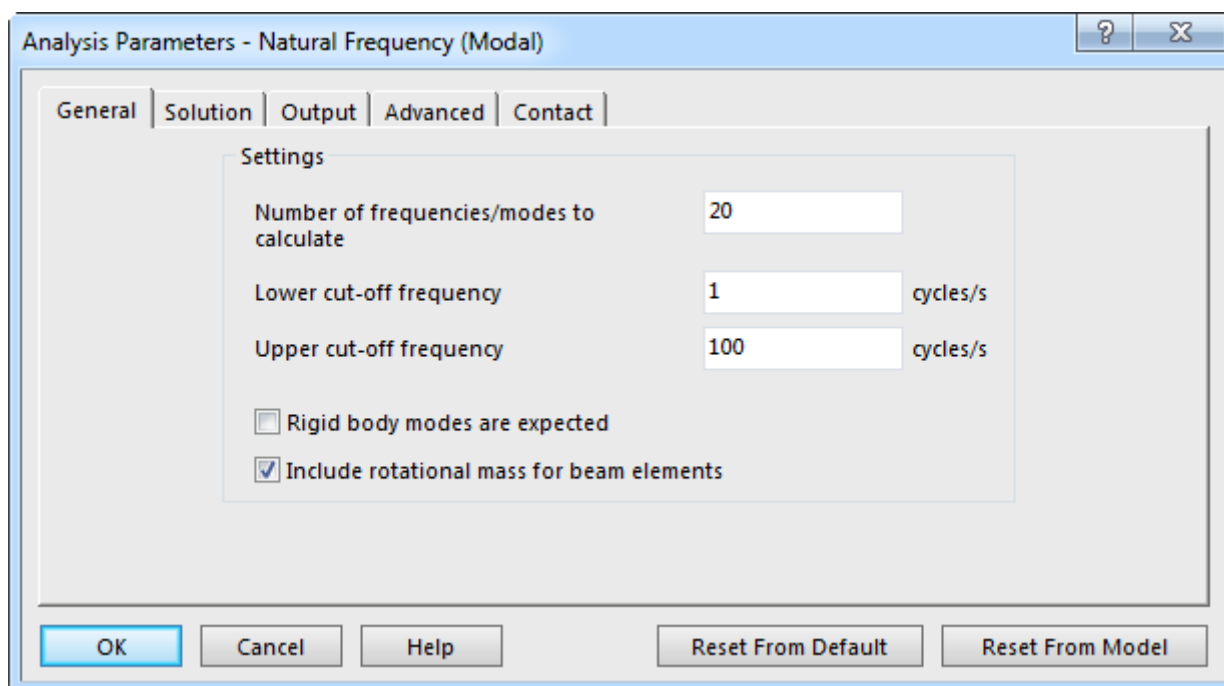 Analysis Parameters - Natural Frequency (Modal)
General
Solution
Output
Advanced
Contact
Settings
Number of frequencies/modes to
calculate
20
Lower cut-off frequency
1
cycles/s
Upper cut-off frequency
100
cycles/s
Rigid body modes are expected
Include rotational mass for beam elements
OK
Cancel
Help
Reset From Default
Reset From Model